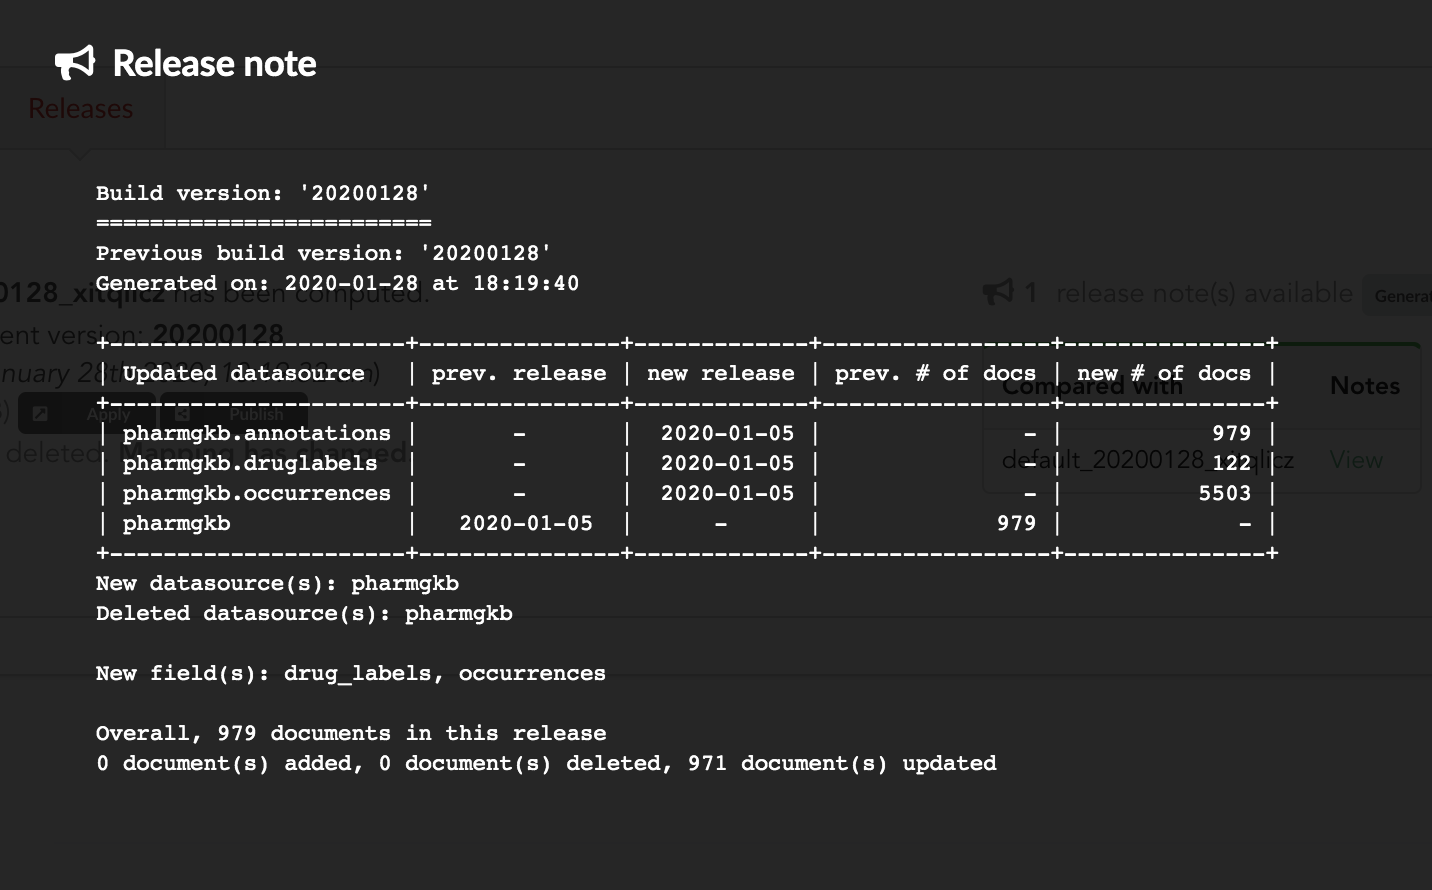 Release note
Releases
Build version: '20200128'
=========================
Previous build version: '20200128'
Generated on: 2020-01-28 at 18:19:40
0128_xitqlicz has been computed.
1 release note(s) available
ent version: 20200128
+----------------------+---------------+-------------+-----------------+---------------+
| Updated datasource   | prev. release | new release | prev. # of docs | new # of docs |
+----------------------+---------------+-------------+-----------------+---------------+
| pharmgkb.annotations |       -       |  2020-01-05 |               - |           979 |
| pharmgkb.druglabels  |       -       |  2020-01-05 |               - |           122 |
| pharmgkb.occurrences |       -       |  2020-01-05 |               - |          5503 |
| pharmgkb             |   2020-01-05  |      -      |             979 |             - |
+----------------------+---------------+-------------+-----------------+---------------+
Compared with Notes
Apply Publish
deleted. Mapping has changed
default_20200128_xitqlicz View
New datasource(s): pharmgkb
Deleted datasource(s): pharmgkb
New field(s): drug_labels, occurrences
Overall, 979 documents in this release
0 document(s) added, 0 document(s) deleted, 971 document(s) updated